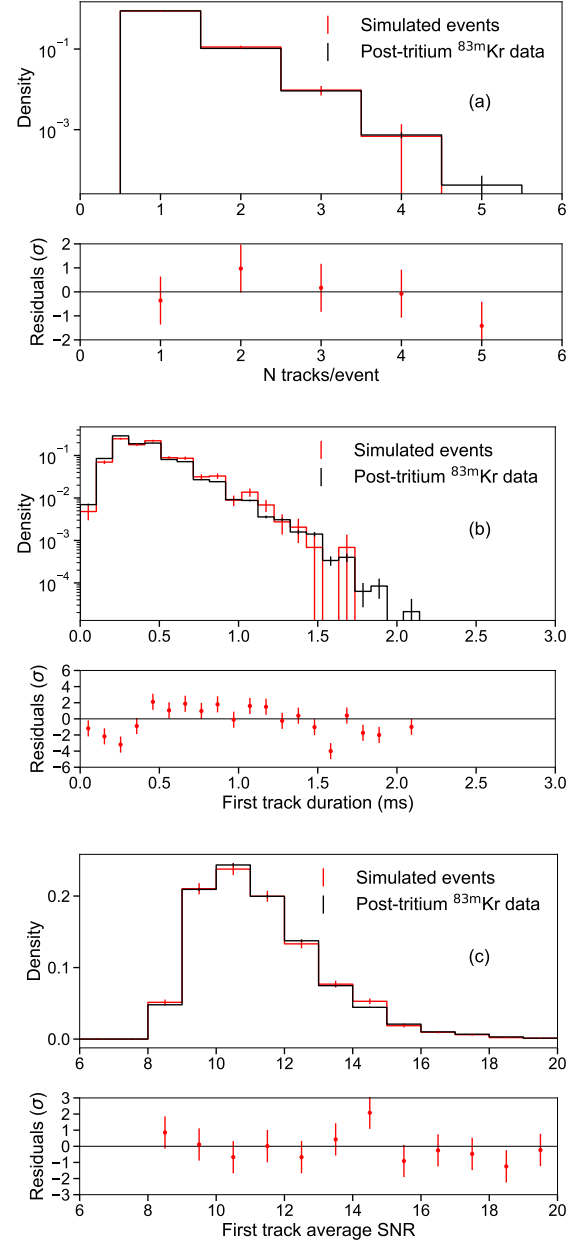 Simulated events
Post-tritium ⁸³ᵐKr data
(a)
Density
10⁻¹
10⁻³
0 1 2 3 4 5 6
Residuals (σ)
2
1
0
−1
−2
0 1 2 3 4 5 6
N tracks/event
Simulated events
Post-tritium ⁸³ᵐKr data
(b)
Density
10⁻¹
10⁻²
10⁻³
10⁻⁴
0.0 0.5 1.0 1.5 2.0 2.5 3.0
Residuals (σ)
6
4
2
0
−2
−4
−6
0.0 0.5 1.0 1.5 2.0 2.5 3.0
First track duration (ms)
Simulated events
Post-tritium ⁸³ᵐKr data
(c)
Density
0.2
0.1
0.0
6 8 10 12 14 16 18 20
Residuals (σ)
3
2
1
0
−1
−2
−3
6 8 10 12 14 16 18 20
First track average SNR